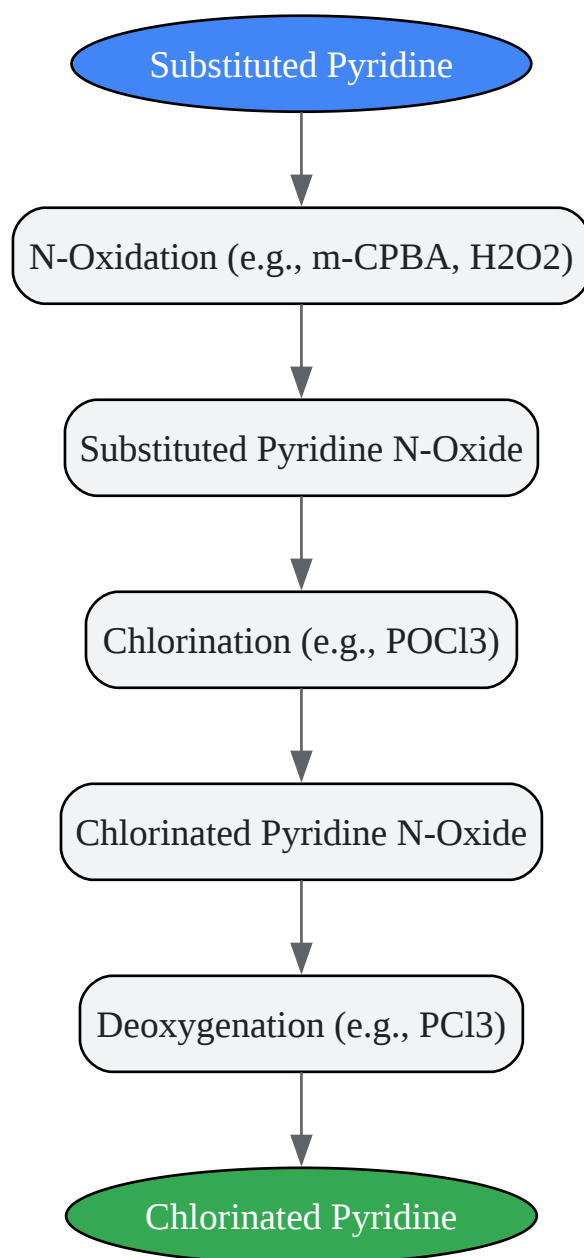 Substituted Pyridine
N-Oxidation (e.g., m-CPBA, H2O2)
Substituted Pyridine N-Oxide
Chlorination (e.g., POCl3)
Chlorinated Pyridine N-Oxide
Deoxygenation (e.g., PCl3)
Chlorinated Pyridine